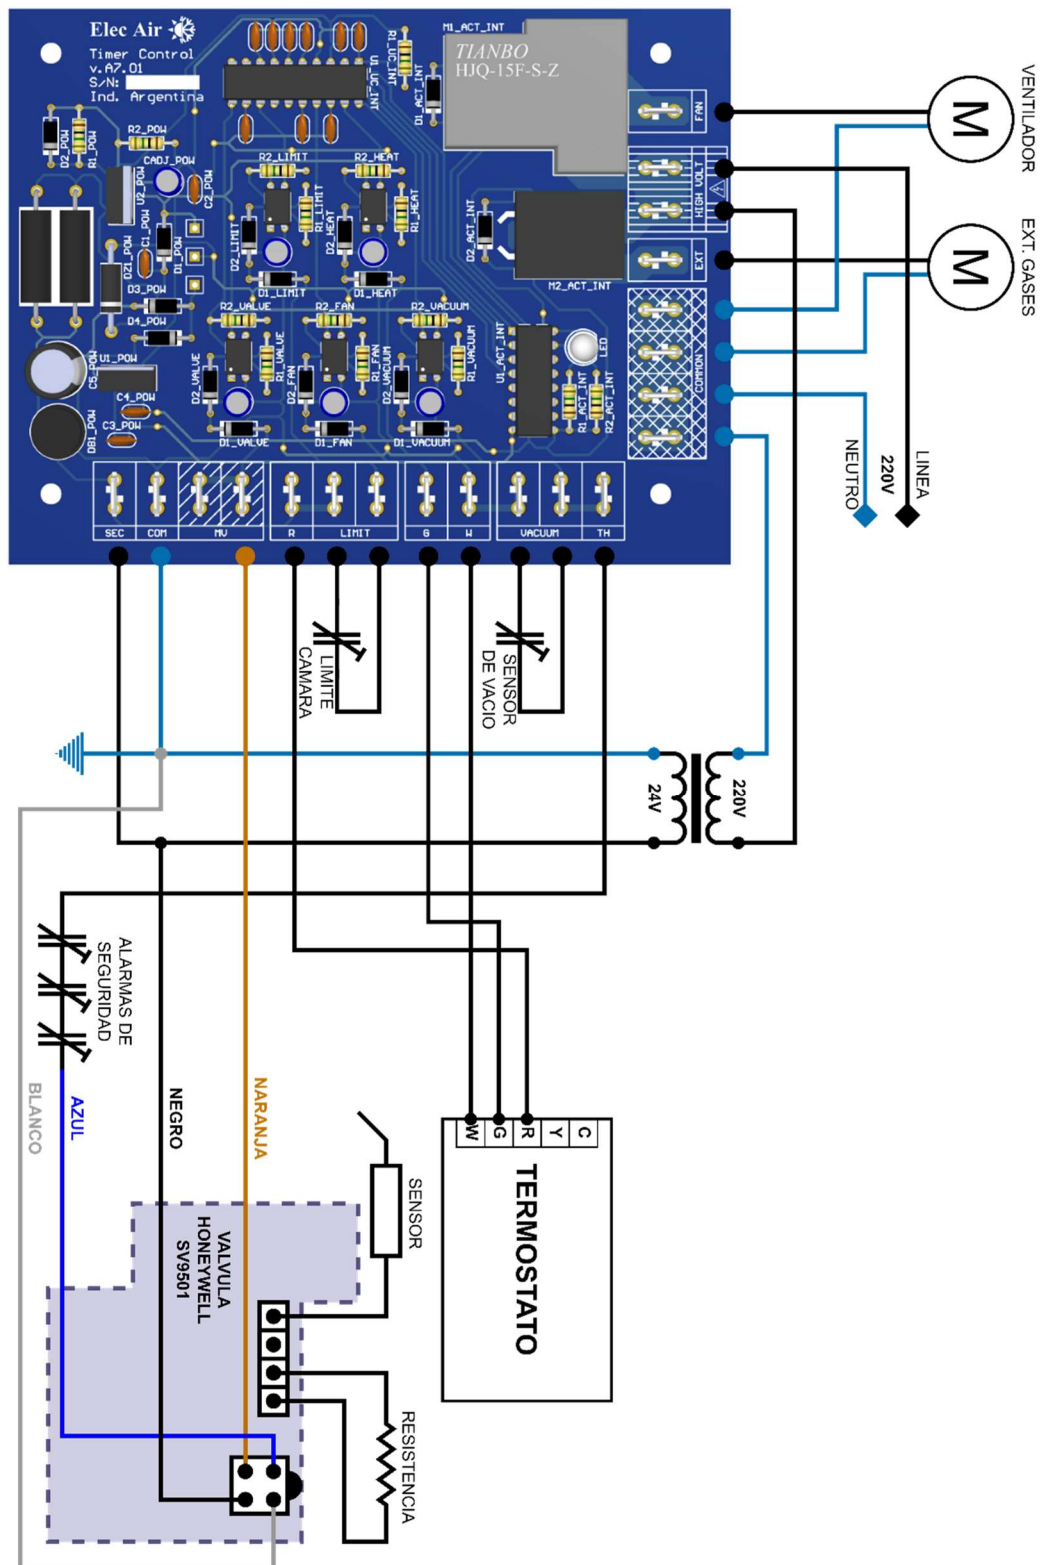 Elec Air
Timer Control
v.A7.01
S/N:
Ind. Argentina
M1_ACT_INT
TIANBO
HJQ-15F-S-Z
R1_UC_INT
U1_UC_INT
D1_ACT_INT
D2_POW
R1_POW
R2_POW
CADJ_POW
U2_POW
C2_POW
C1_POW
DZ1_POW
D1_POW
D3_POW
D4_POW
U1_POW
C5_POW
C4_POW
C3_POW
DB1_POW
R2_LIMIT
R2_HEAT
R1_LIMIT
R1_HEAT
D2_LIMIT
D2_HEAT
D1_LIMIT
D1_HEAT
D2_ACT_INT
M2_ACT_INT
R2_VALVE
R2_FAN
R2_VACUUM
R1_VALVE
R1_FAN
R1_VACUUM
D2_VALVE
D2_FAN
D2_VACUUM
D1_VALVE
D1_FAN
D1_VACUUM
U1_ACT_INT
LED
R1_ACT_INT
R2_ACT_INT
FAN
HIGH VOLT
EXT
COMMON
SEC
COM
MV
R
LIMIT
G
W
VACUUM
TH
VENTILADOR
M
EXT. GASES
M
LINEA
220V
NEUTRO
LIMITE
CAMARA
SENSOR
DE VACIO
220V
24V
ALARMAS DE
SEGURIDAD
BLANCO
AZUL
NEGRO
NARANJA
C
Y
R
G
W
TERMOSTATO
SENSOR
VALVULA
HONEYWELL
SV9501
RESISTENCIA